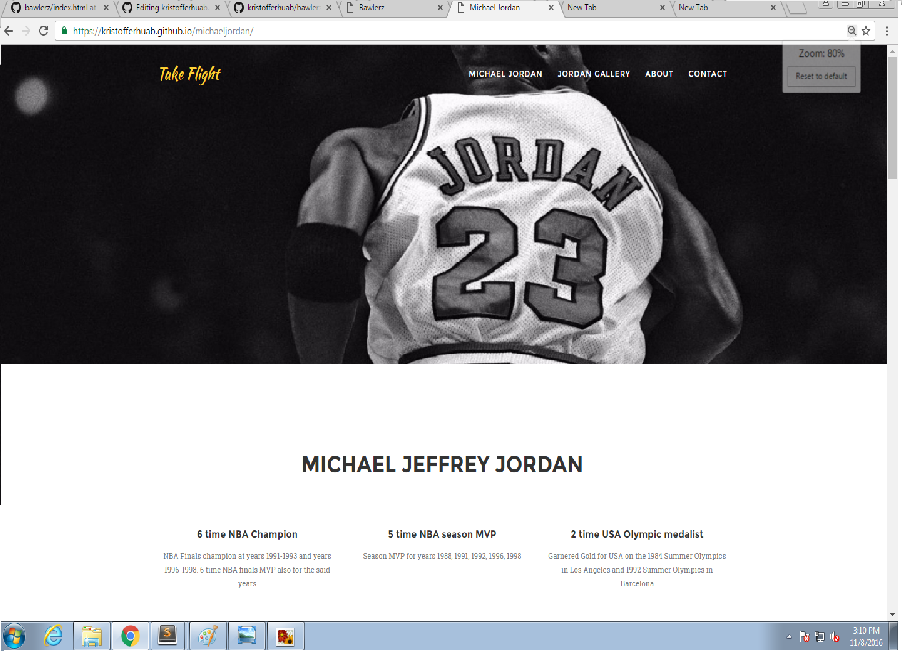 bawlerz/index.html at
Editing kristofferhuab
kristofferhuab/bawlerz
Bawlerz
Michael Jordan
New Tab
New Tab
https://kristofferhuab.github.io/michaeljordan/
Zoom: 80%
Reset to default
Take Flight
MICHAEL JORDAN
JORDAN GALLERY
ABOUT
CONTACT
JORDAN
23
MICHAEL JEFFREY JORDAN
6 time NBA Champion
NBA Finals champion at years 1991-1993 and years
1996-1998, 6 time NBA finals MVP also for the said
years
5 time NBA season MVP
Season MVP for years 1988, 1991, 1992, 1996, 1998
2 time USA Olympic medalist
Garnered Gold for USA on the 1984 Summer Olympics
in Los Angeles and 1992 Summer Olympics in
Barcelona
3:10 PM
11/8/2016